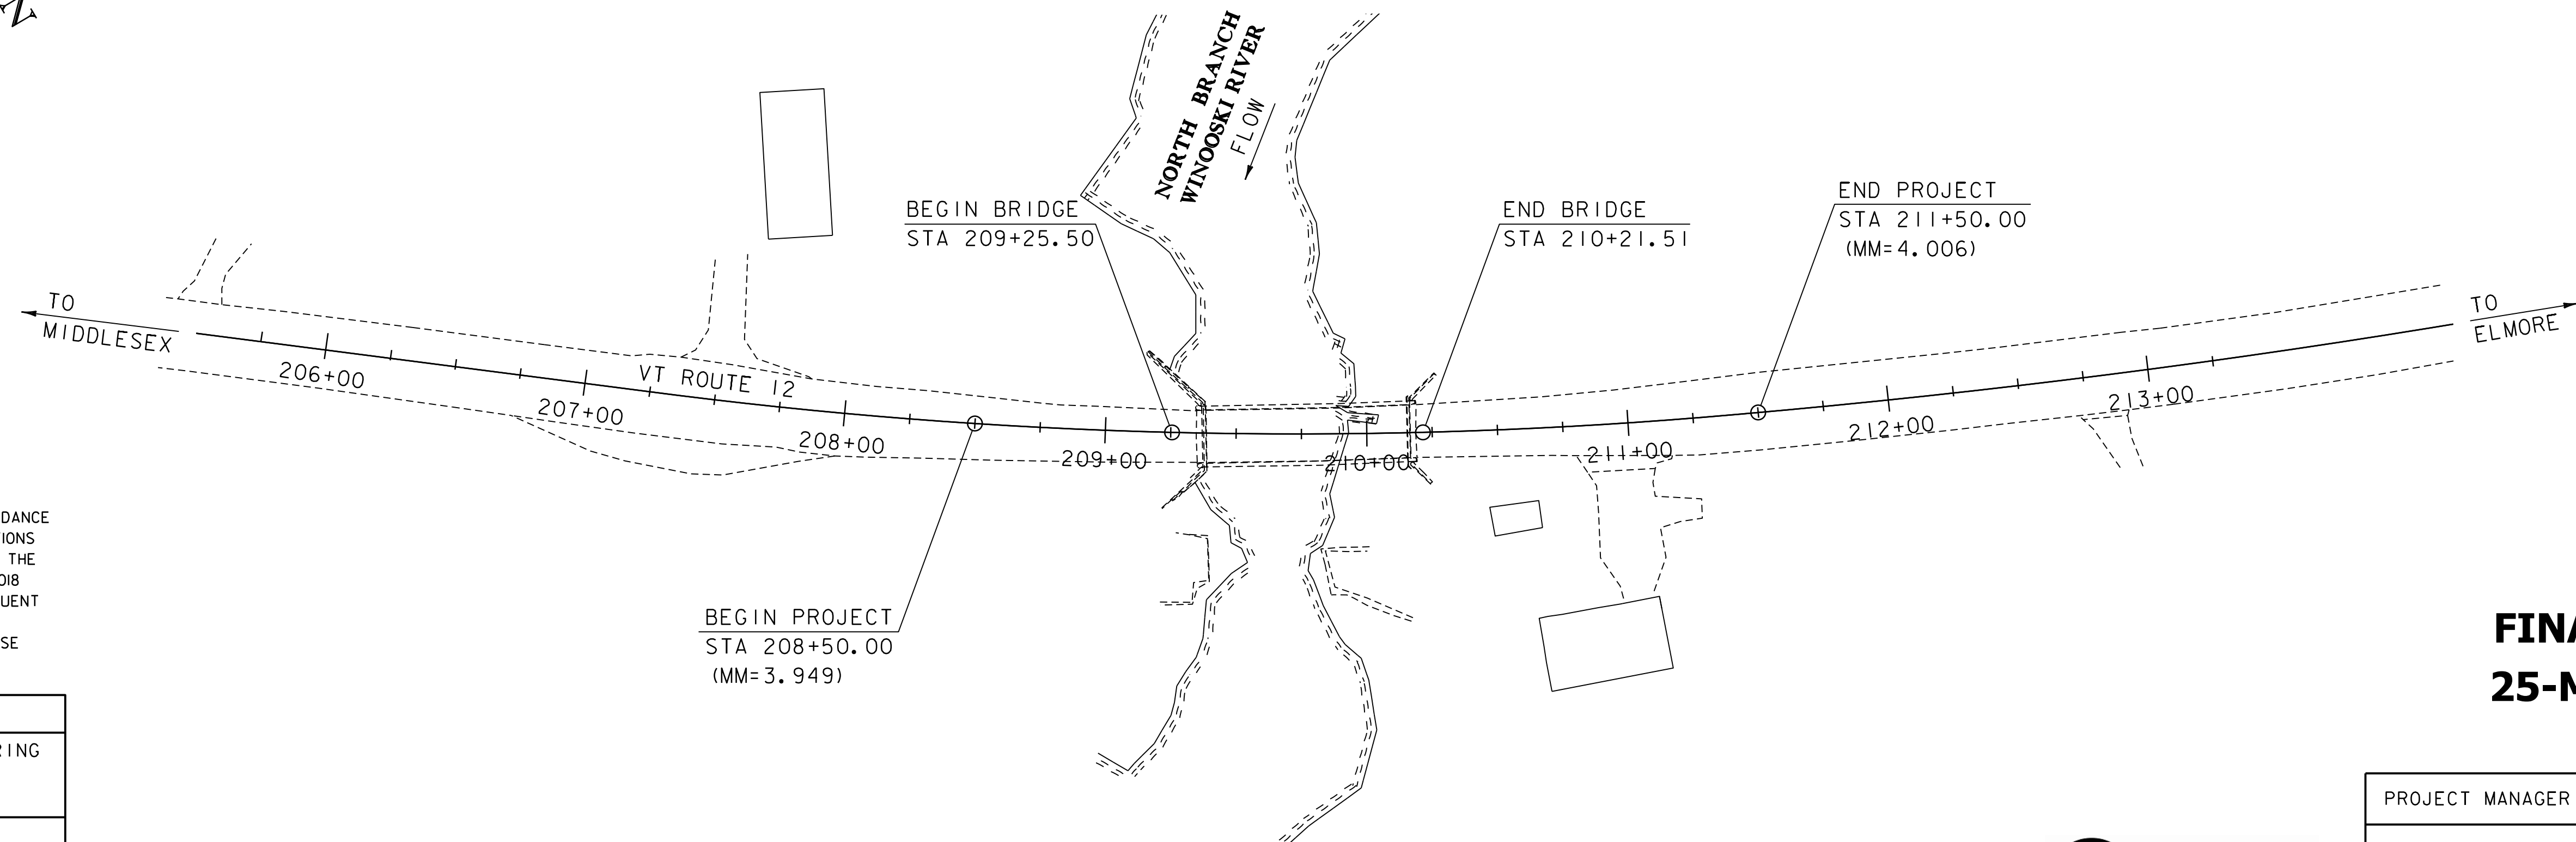 NORTH BRANCH
WINOOSKI RIVER
FLOW
BEGIN BRIDGE
STA 209+25.50
END BRIDGE
STA 210+21.51
END PROJECT
STA 211+50.00
(MM=4.006)
TO
MIDDLESEX
TO
ELMORE
VT ROUTE 12
206+00
207+00
208+00
209+00
210+00
211+00
212+00
213+00
BEGIN PROJECT
STA 208+50.00
(MM=3.949)
THE
SE
25-M
PROJECT MANAGER